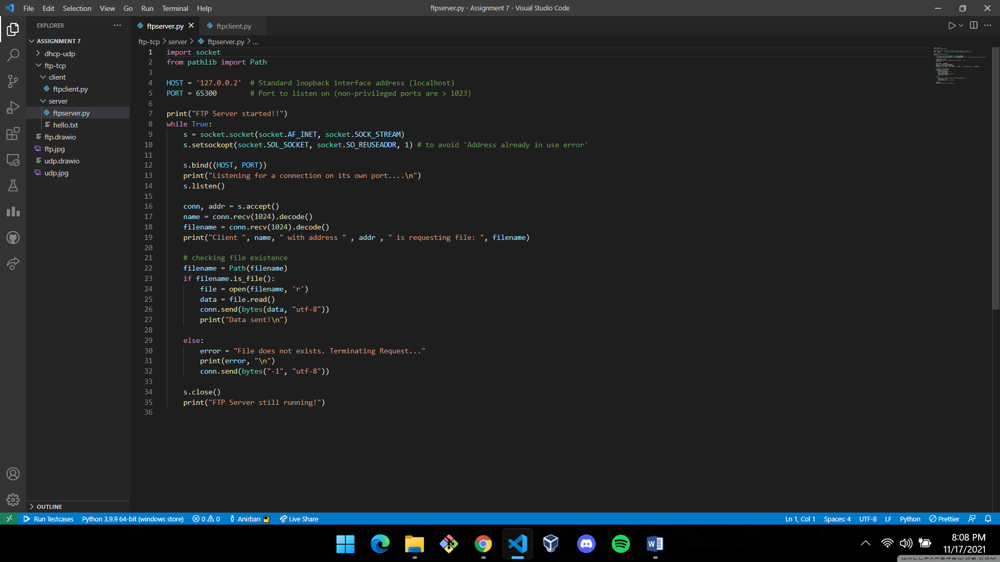 File Edit Selection View Go Run Terminal Help
ftpserver.py - Assignment 7 - Visual Studio Code
EXPLORER
ASSIGNMENT 7
dhcp-udp
ftp-tcp
client
ftpclient.py
server
ftpserver.py
hello.txt
ftp.drawio
ftp.jpg
udp.drawio
udp.jpg
OUTLINE
ftpserver.py ftpclient.py
ftp-tcp > server > ftpserver.py > ...
1 import socket
2 from pathlib import Path
3
4 HOST = '127.0.0.2'  # Standard loopback interface address (localhost)
5 PORT = 65300        # Port to listen on (non-privileged ports are > 1023)
6
7 print("FTP Server started!!")
8 while True:
9     s = socket.socket(socket.AF_INET, socket.SOCK_STREAM)
10     s.setsockopt(socket.SOL_SOCKET, socket.SO_REUSEADDR, 1) # to avoid 'Address already in use error'
11
12     s.bind((HOST, PORT))
13     print("Listening for a connection on its own port....\n")
14     s.listen()
15
16     conn, addr = s.accept()
17     name = conn.recv(1024).decode()
18     filename = conn.recv(1024).decode()
19     print("Client ", name, " with address " , addr , " is requesting file: ", filename)
20
21     # checking file existence
22     filename = Path(filename)
23     if filename.is_file():
24         file = open(filename, 'r')
25         data = file.read()
26         conn.send(bytes(data, "utf-8"))
27         print("Data sent!\n")
28
29     else:
30         error = "File does not exists. Terminating Request..."
31         print(error, "\n")
32         conn.send(bytes("-1", "utf-8"))
33
34     s.close()
35     print("FTP Server still running!")
36
Run Testcases Python 3.9.9 64-bit (windows store) 0 0 Anirban Live Share Ln 1, Col 1 Spaces: 4 UTF-8 LF Python Prettier
8:08 PM
11/17/2021
WALLPAPERSWIDE.COM